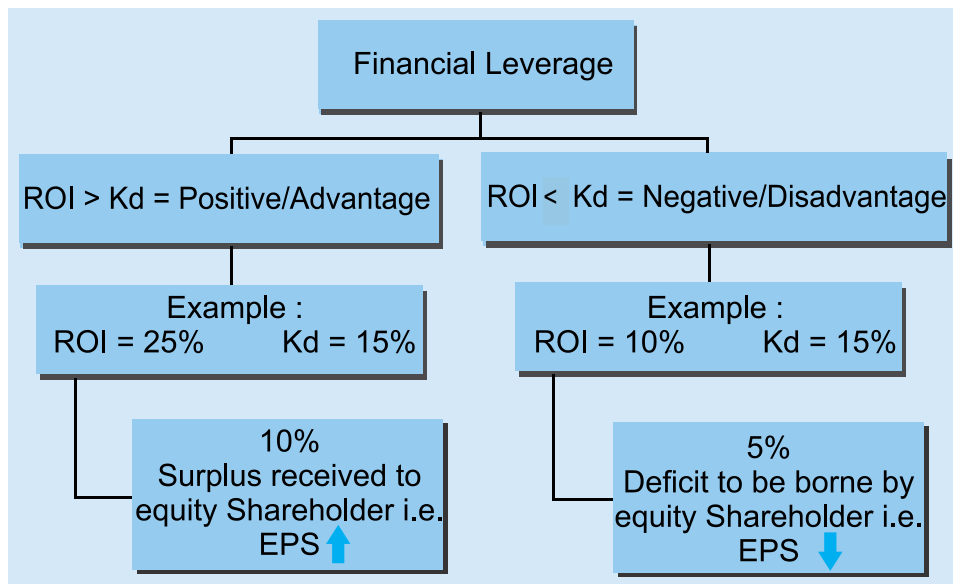 Financial Leverage
ROI > Kd = Positive/Advantage
ROI < Kd = Negative/Disadvantage
Example :
ROI = 25% Kd = 15%
Example :
ROI = 10% Kd = 15%
10%
Surplus received to
equity Shareholder i.e.
EPS
5%
Deficit to be borne by
equity Shareholder i.e.
EPS